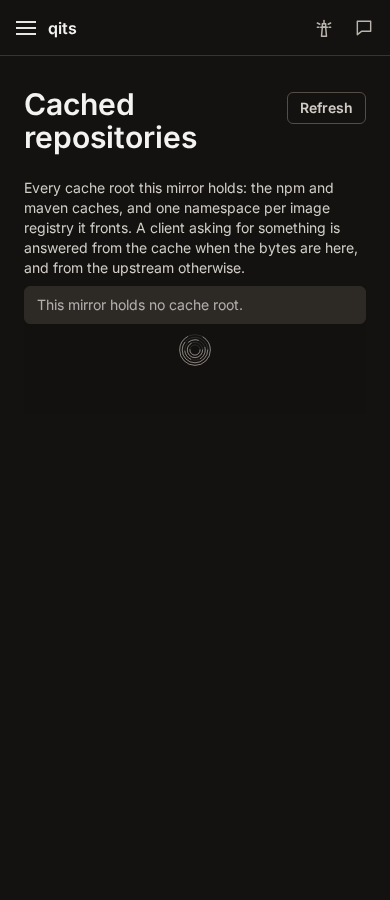 qits
Cached
repositories
Refresh
Every cache root this mirror holds: the npm and
maven caches, and one namespace per image
registry it fronts. A client asking for something is
answered from the cache when the bytes are here,
and from the upstream otherwise.
This mirror holds no cache root.